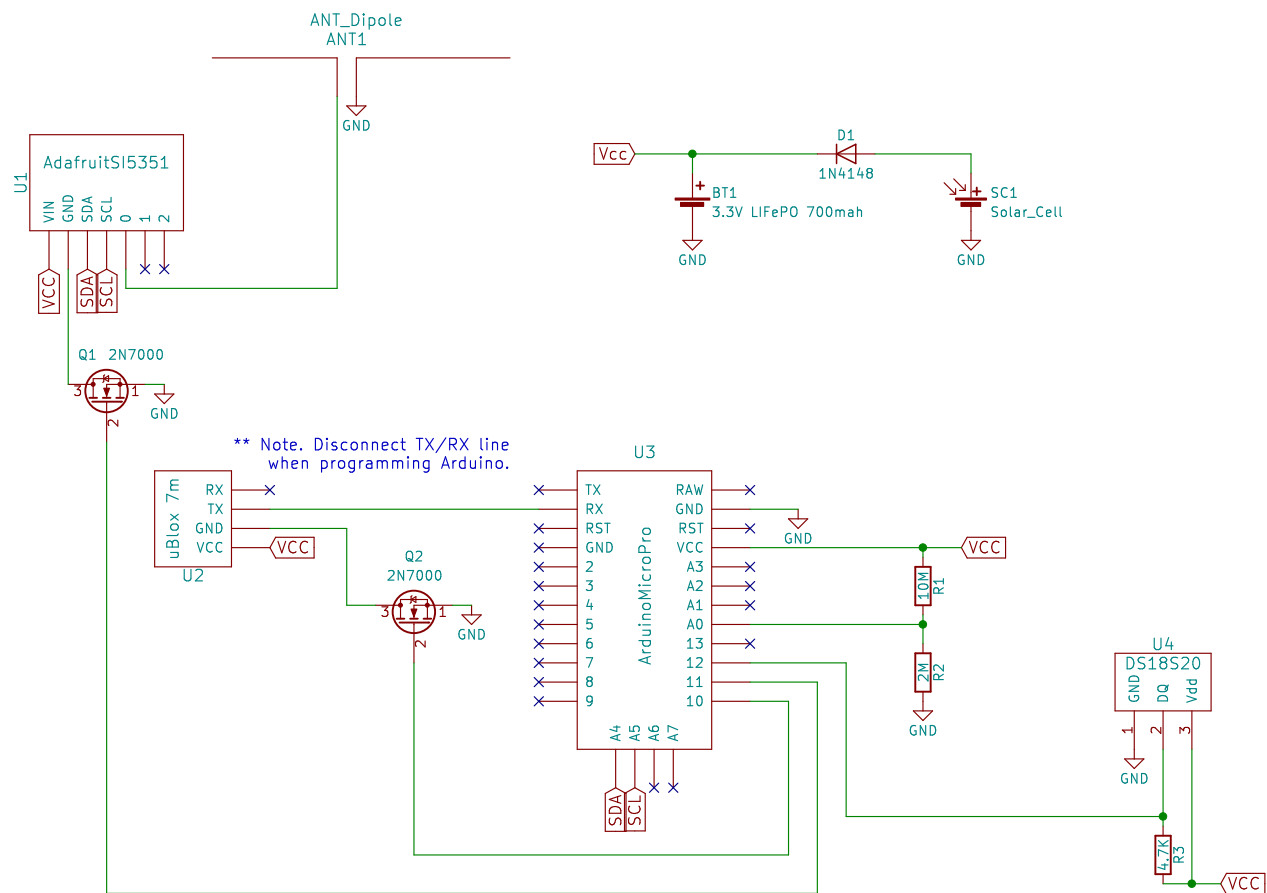 ANT_Dipole
ANT1
GND
AdafruitSI5351
U1
VIN
GND
SDA
SCL
0
1
2
VCC
SDA
SCL
Vcc
D1
1N4148
BT1
3.3V LIFePO 700mah
GND
SC1
Solar_Cell
GND
Q1 2N7000
3
1
2
GND
** Note. Disconnect TX/RX line
when programming Arduino.
uBlox 7m
RX
TX
GND
VCC
U2
VCC
Q2
2N7000
3
1
2
GND
U3
ArduinoMicroPro
TX
RX
RST
GND
2
3
4
5
6
7
8
9
RAW
GND
RST
VCC
A3
A2
A1
A0
13
12
11
10
A4
A5
A6
A7
SDA
SCL
GND
VCC
10M
R1
2M
R2
GND
U4
DS18S20
GND
DQ
Vdd
1
2
3
GND
4.7K
R3
VCC